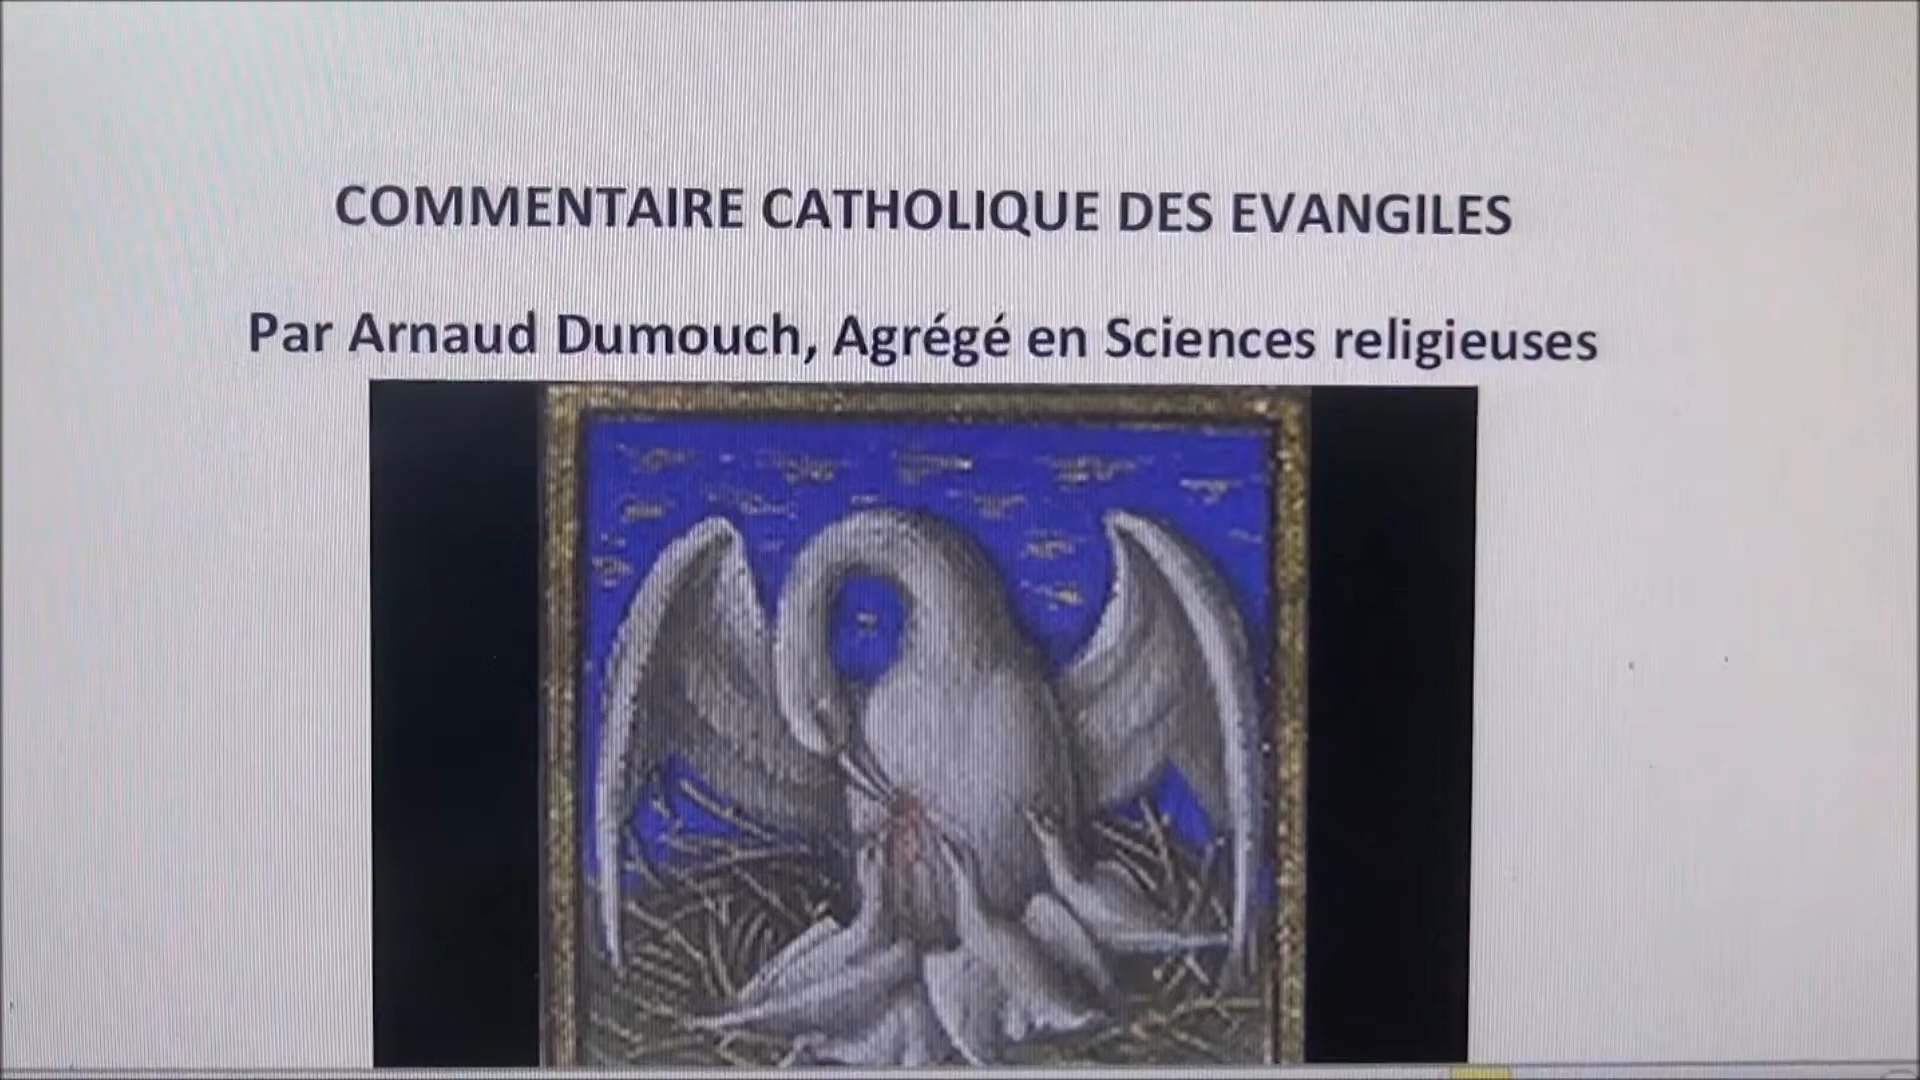 COMMENTAIRE CATHOLIQUE DES EVANGILES
Par Arnaud Dumouch, Agrégé en Sciences religieuses